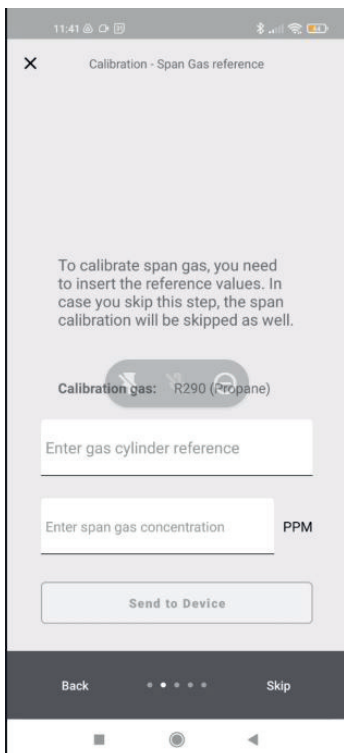 11:41
Calibration - Span Gas reference
To calibrate span gas, you need
to insert the reference values. In
case you skip this step, the span
calibration will be skipped as well.
Calibration gas: R290 (Propane)
Enter gas cylinder reference
Enter span gas concentration PPM
Send to Device
Back Skip